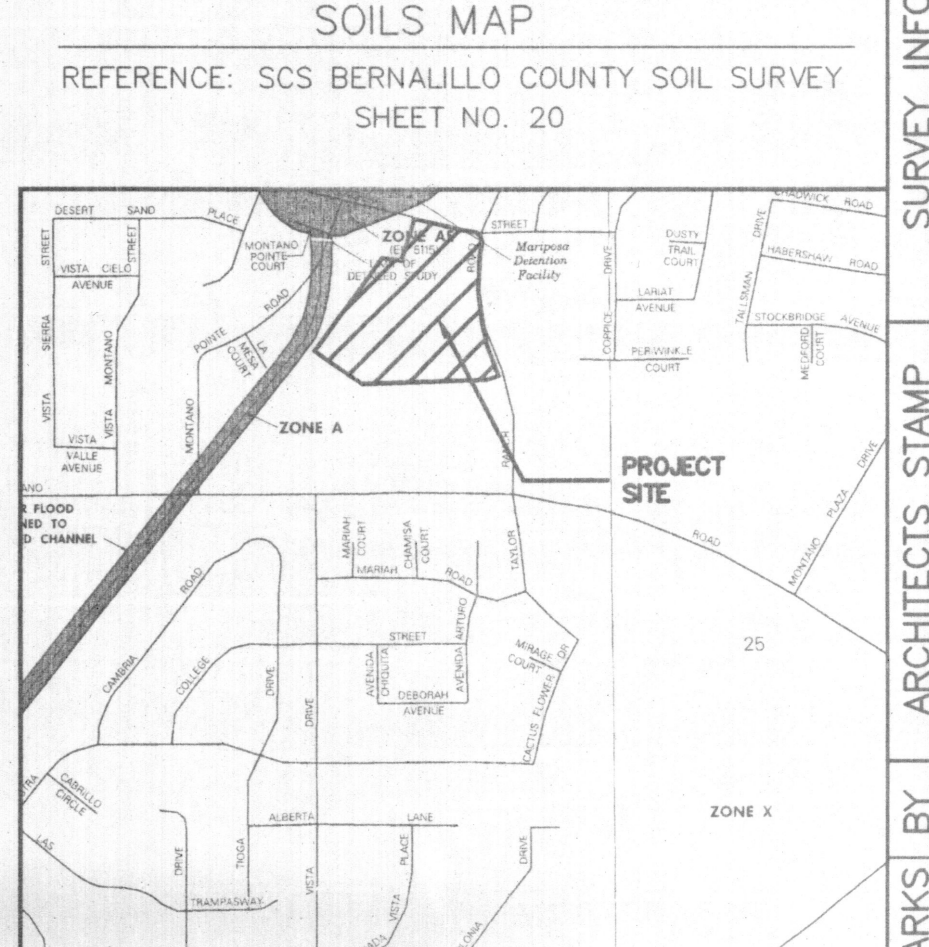 SOILS MAP
REFERENCE: SCS BERNALILLO COUNTY SOIL SURVEY
SHEET NO. 20
SURVEY INFO
ARCHITECTS STAMP
BY
DESERT SAND PLACE
STREET
STREET
VISTA CIELO
AVENUE
SIERRA
VISTA
MONTANO
VISTA
VISTA
VALLE
AVENUE
MONTANO
POINTE
COURT
MONTANO
POINTE
ROAD
LA
MESA
COURT
ZONE
DETAILED STUDY
Mariposa
Detention
Facility
STREET
ROAD
COPPICE
DRIVE
DUSTY
TRAIL
COURT
LARIAT
AVENUE
PERIWINKLE
COURT
TALISMAN
DRIVE
CHADWICK ROAD
HABERSHAW ROAD
STOCKBRIDGE AVENUE
MEDFORD
COURT
ZONE A
RANCH
PROJECT
SITE
FLOOD
TO
CHANNEL
ROAD
MONTANO
PLAZA
DRIVE
MARIAH
COURT
CHAMISA
COURT
MARIAH ROAD
TAYLOR
ROAD
CAMBRIA
COLLEGE
STREET
DRIVE
DRIVE
AVENIDA
CHIQUITA
DEBORAH
AVENUE
AVENIDA
ARTURO
MIRAGE
COURT
CACTUS FLOWER DR
25
CABRILLO
CIRCLE
LAS
TRAMPASWAY
DRIVE
TIOGA
ALBERTA LANE
VISTA
PLACE
VISTA
DRIVE
ZONE X